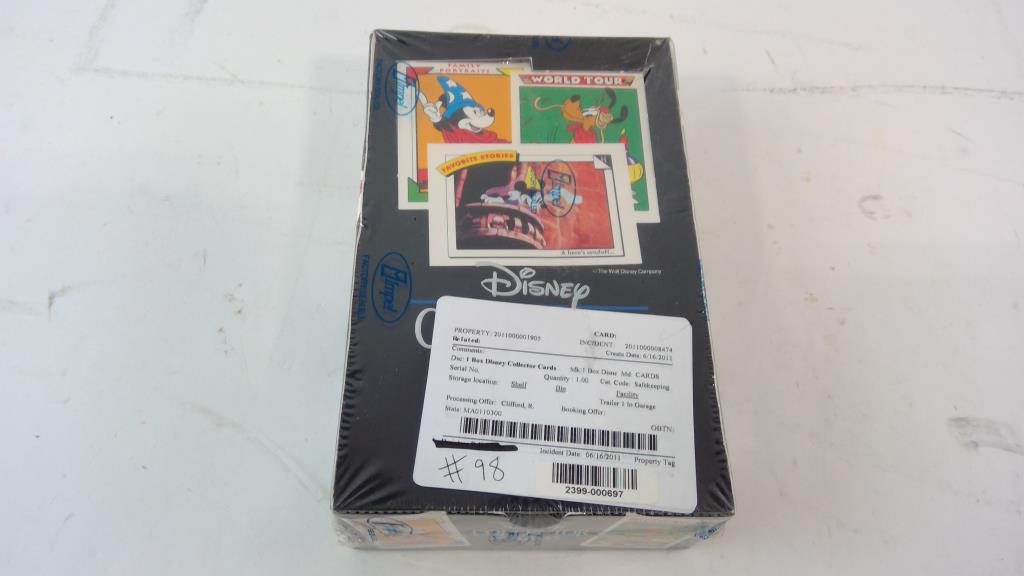 FAMILY
PORTRAITS
WORLD TOUR
FAVORITE STORIES
Impel
A hero's sendoff...
© The Walt Disney Company
Disney
Impel
C
PROPERTY: 2011000001905 CARD:
Related: INCIDENT: 2011000008474
Comments: Create Date: 6/16/2011
Dsc: 1 Box Disney Collector Cards Mk: 1 Box Disne Md: CARDS
Serial No. Quantity: 1.00 Cat. Code: Safekeeping
Storage location: Shelf Bin Facility
Trailer 1 In Garage
Processing Offcr: Clifford, R. Booking Offcr:
State: MA0110300 OBTN:
Incident Date: 06/16/2011 Property Tag
#98
2399-000697